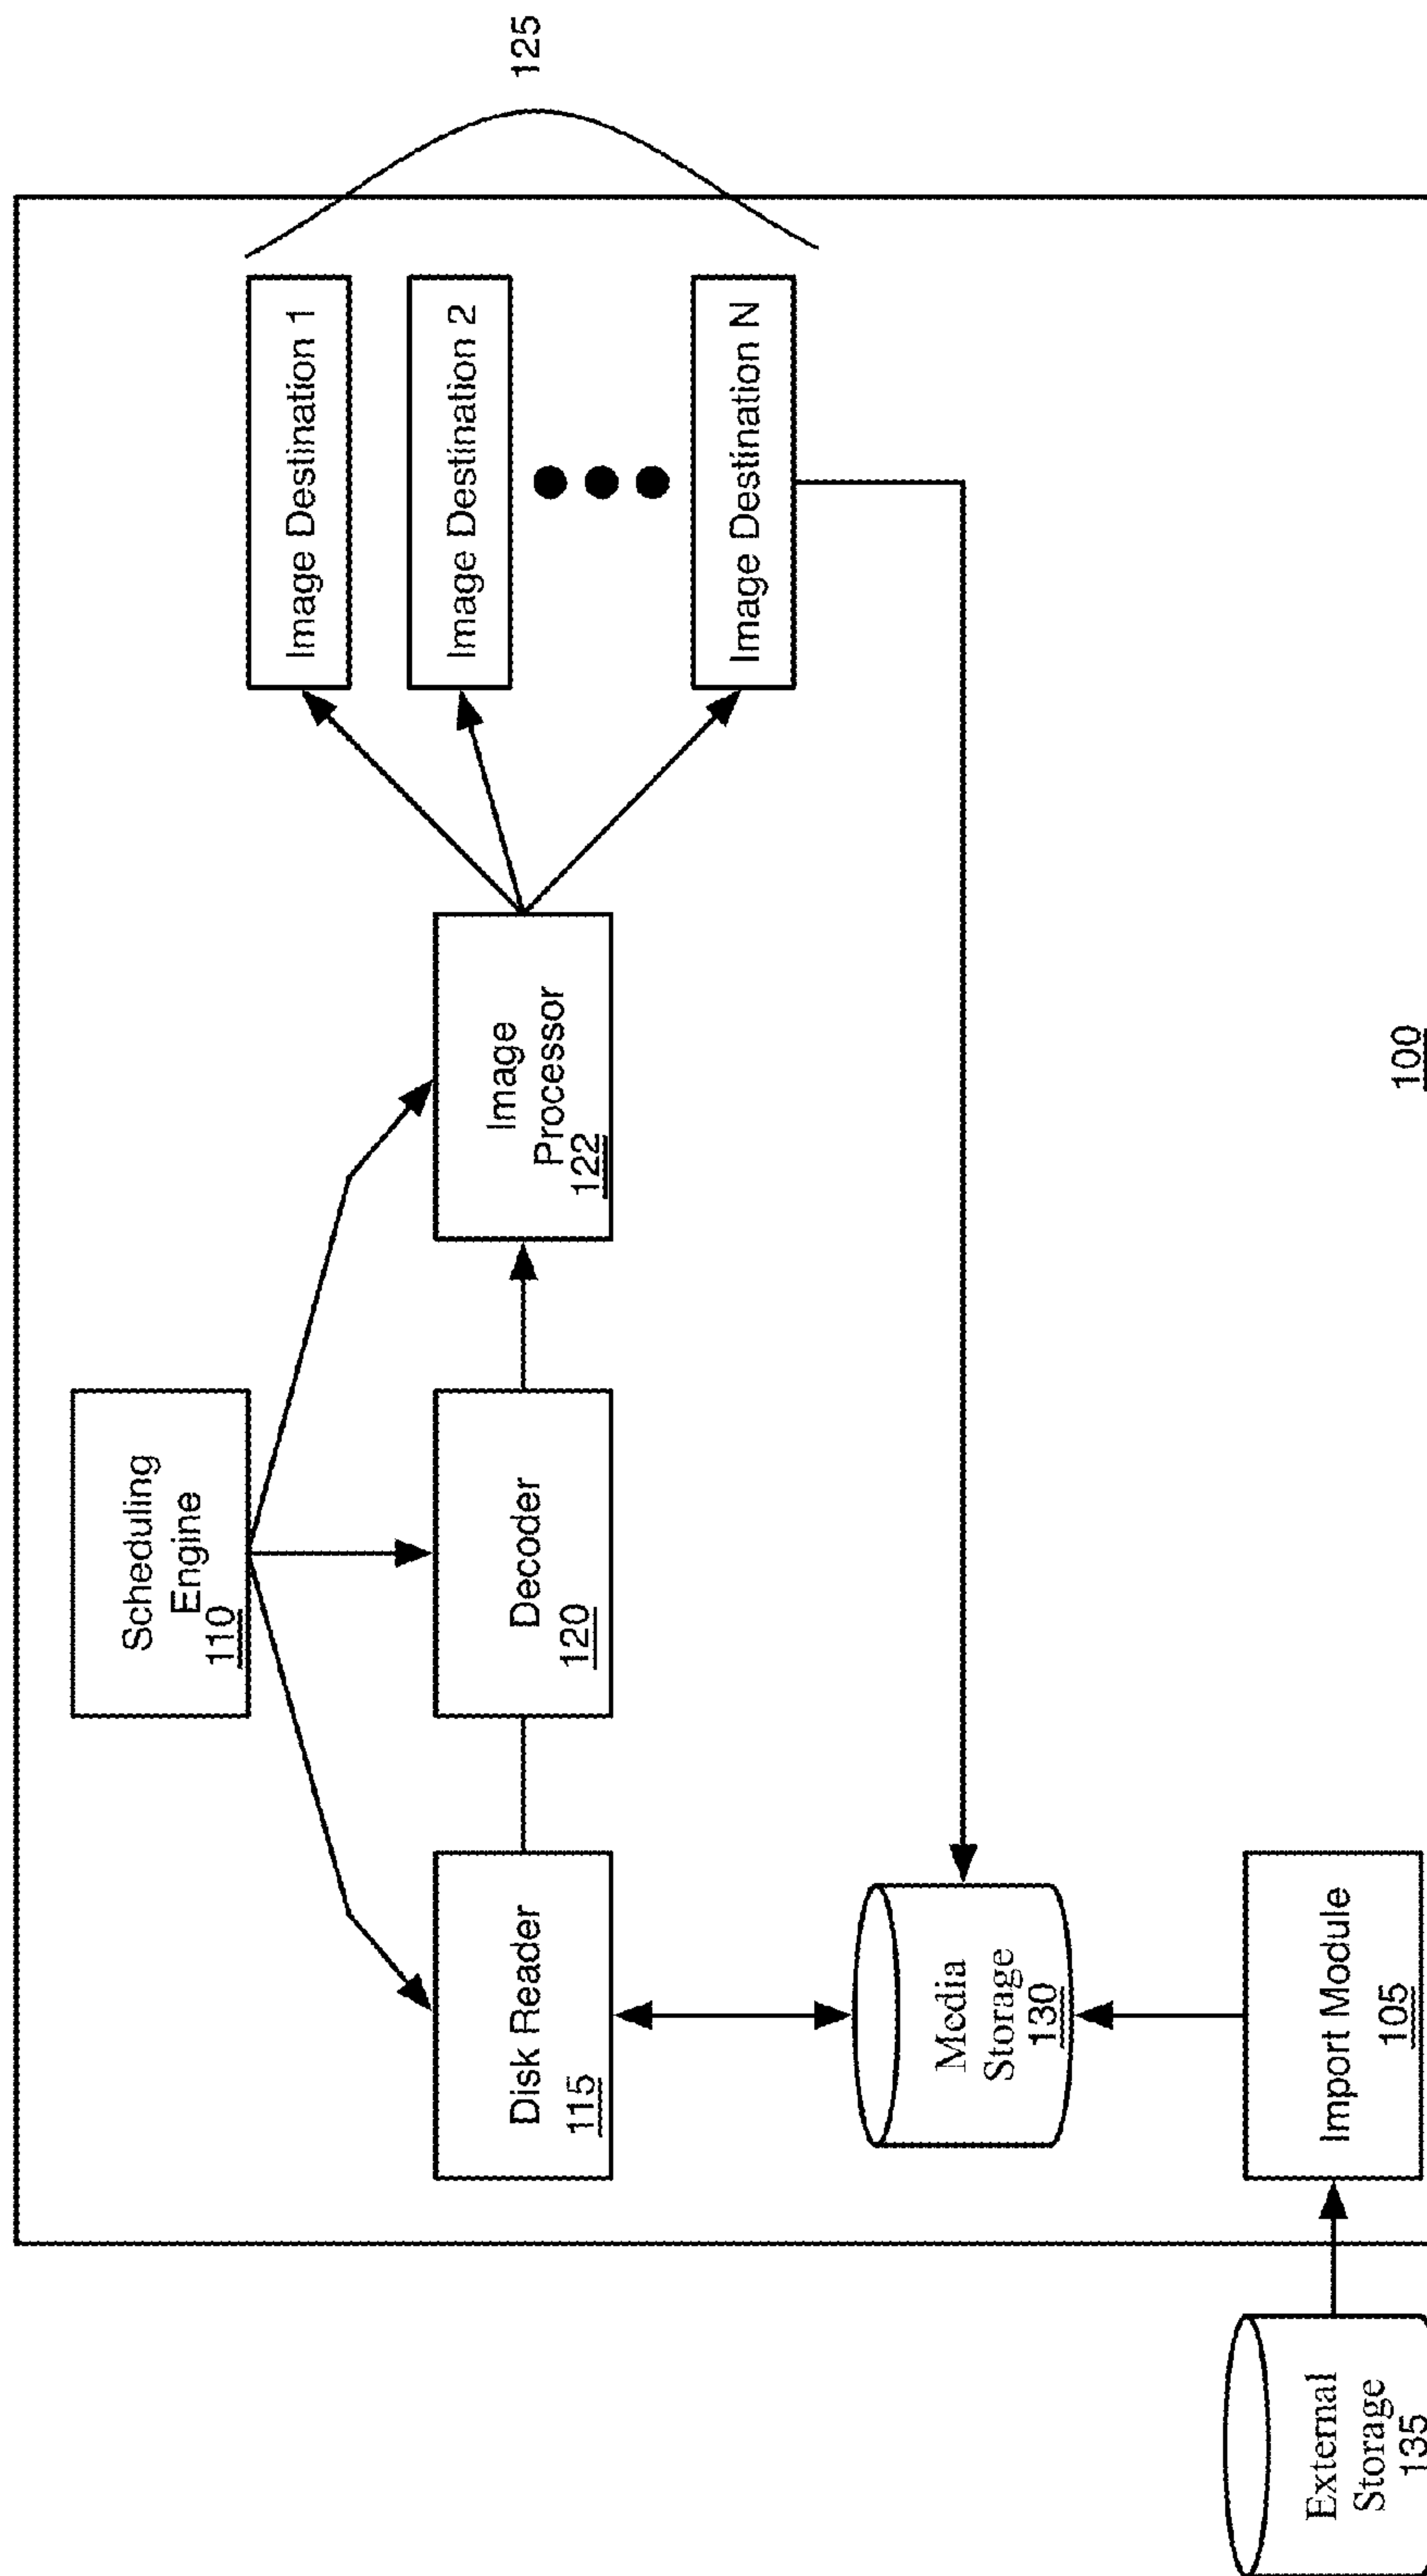 Scheduling
Engine
110
Disk Reader
115
Decoder
120
Image
Processor
122
Image Destination 1
Image Destination 2
Image Destination N
125
Media
Storage
130
External
Storage
135
Import Module
105
100